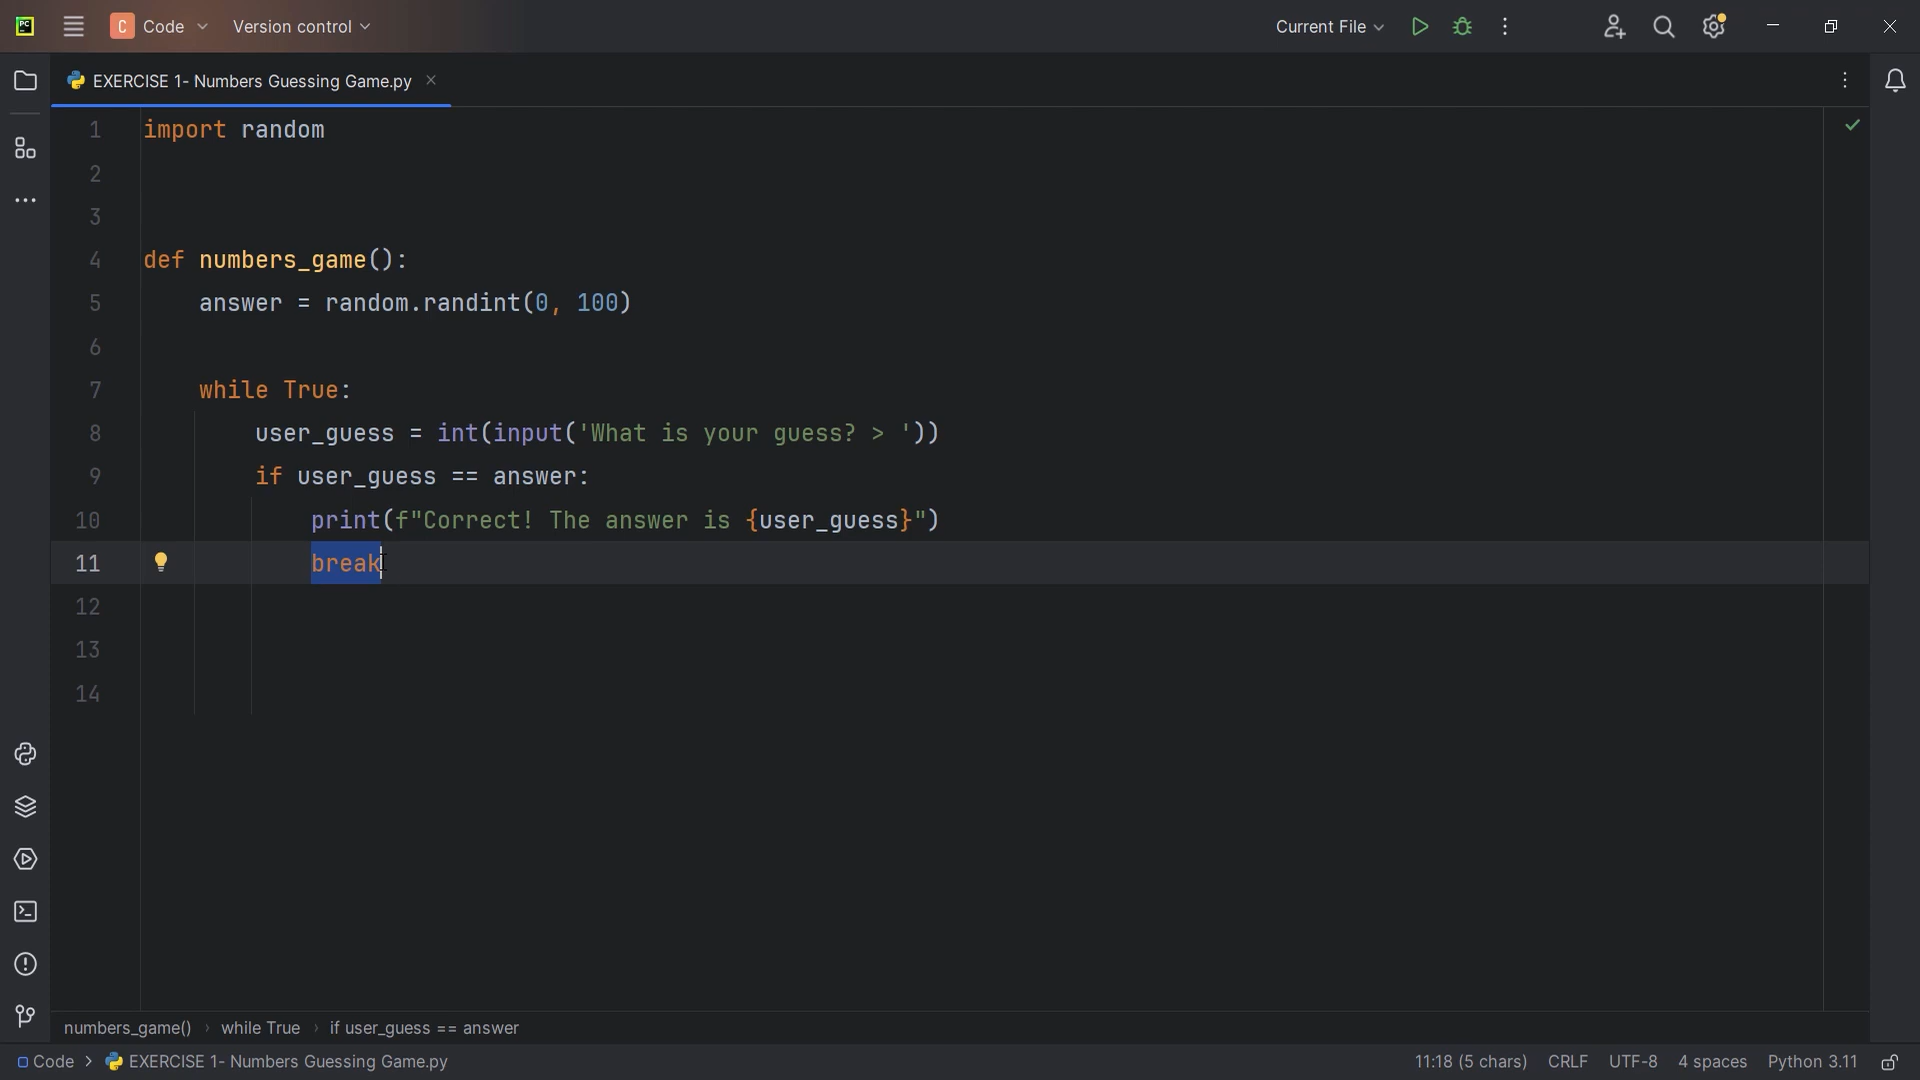 PC C Code Version control Current File
EXERCISE 1- Numbers Guessing Game.py
1 import random
2
3
4 def numbers_game():
5     answer = random.randint(0, 100)
6
7     while True:
8         user_guess = int(input('What is your guess? > '))
9         if user_guess == answer:
10             print(f"Correct! The answer is {user_guess}")
11             break
12
13
14
numbers_game() › while True › if user_guess == answer
Code > EXERCISE 1- Numbers Guessing Game.py 11:18 (5 chars) CRLF UTF-8 4 spaces Python 3.11